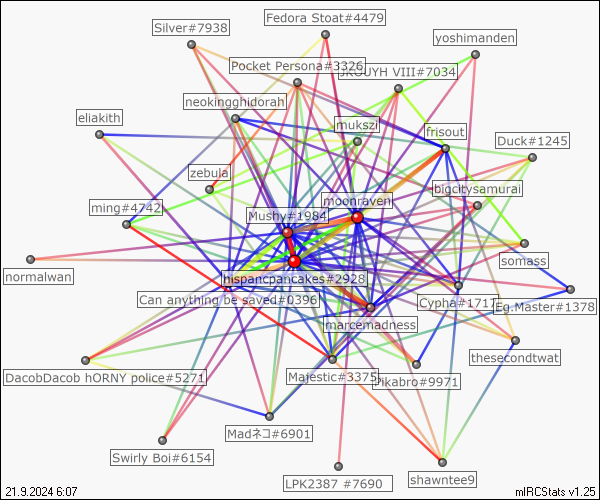 Fedora Stoat#4479
Silver#7938
yoshimanden
Pocket Persona#3326
JKOUYH VIII#7034
neokingghidorah
eliakith
mukszi
frisout
Duck#1245
zebula
bigcitysamurai
moonraven
ming#4742
Mushy#1984
somass
normalwan
hispanicpancakes#2928
Can anything be saved#0396
Cypha#1717
Eg.Master#1378
marcemadness
thesecondtwat
DacobDacob hORNY police#5271
Majestic#3375
Pikabro#9971
Madネコ#6901
Swirly Boi#6154
LPK2387 #7690
shawntee9
21.9.2024 6:07
mIRCStats v1.25